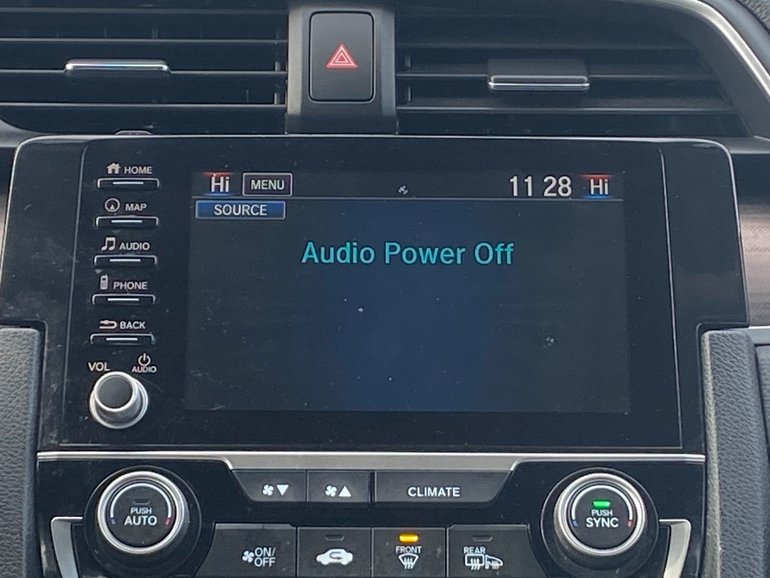 HOME
MAP
AUDIO
PHONE
BACK
VOL
AUDIO
Hi MENU 11 28 Hi
SOURCE
Audio Power Off
PUSH
AUTO
CLIMATE
PUSH
SYNC
ON/
OFF
FRONT
REAR